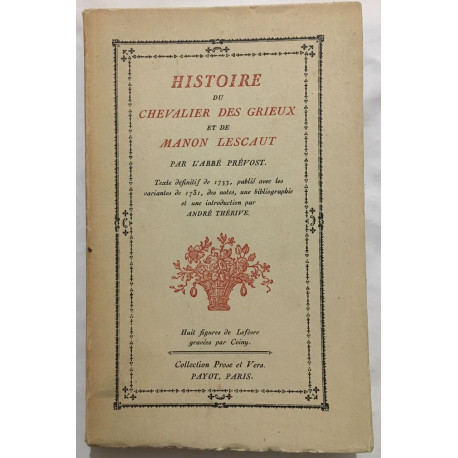 HISTOIRE
DU
CHEVALIER DES GRIEUX
ET DE
MANON LESCAUT
PAR L'ABBÉ PRÉVOST.
Texte définitif de 1753, publié avec les
variantes de 1731, des notes, une bibliographie
et une introduction par
ANDRÉ THÉRIVE.
Huit figures de Lefèvre
gravées par Coiny.
Collection Prose et Vers.
PAYOT, PARIS.